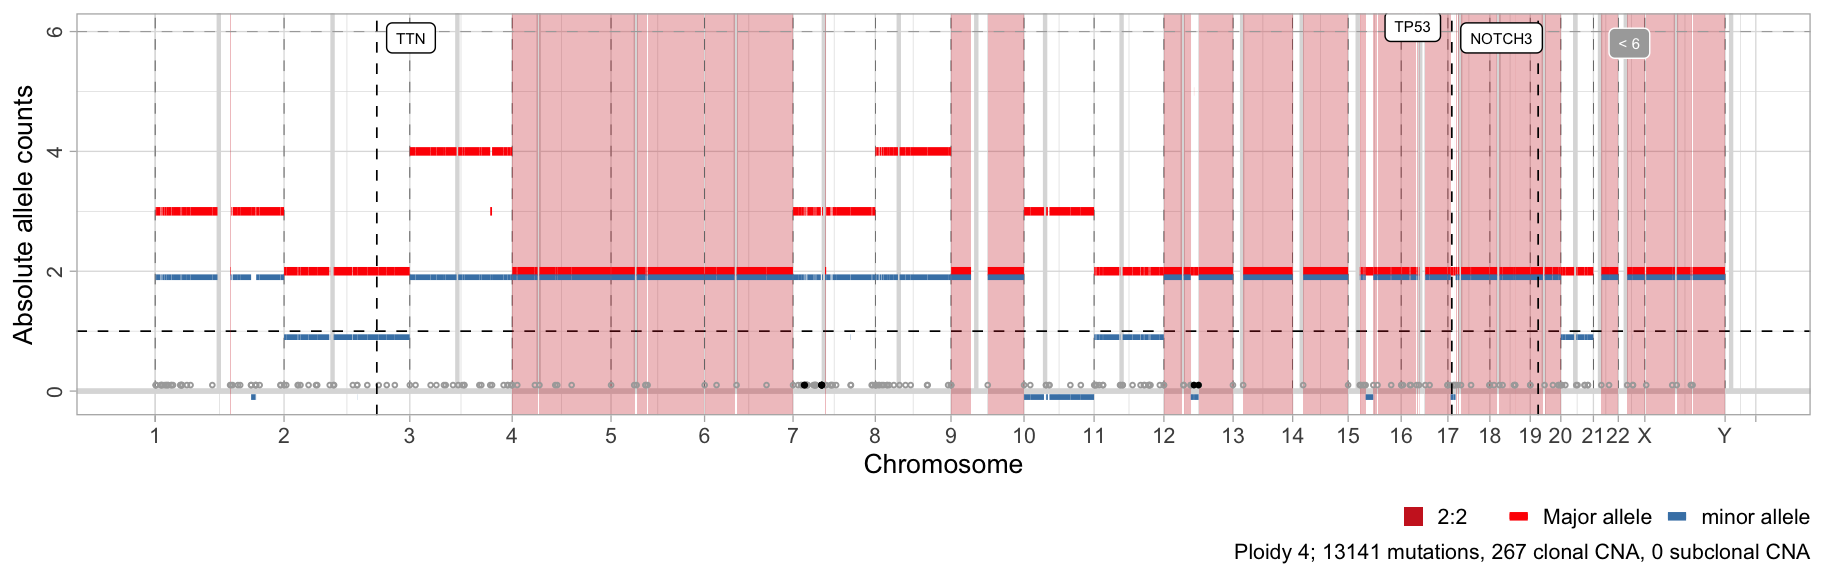 TTN
TP53
NOTCH3
< 6
6
4
2
0
Absolute allele counts
1 2 3 4 5 6 7 8 9 10 11 12 13 14 15 16 17 18 19 20 21 22 X Y
Chromosome
2:2 Major allele minor allele
Ploidy 4; 13141 mutations, 267 clonal CNA, 0 subclonal CNA